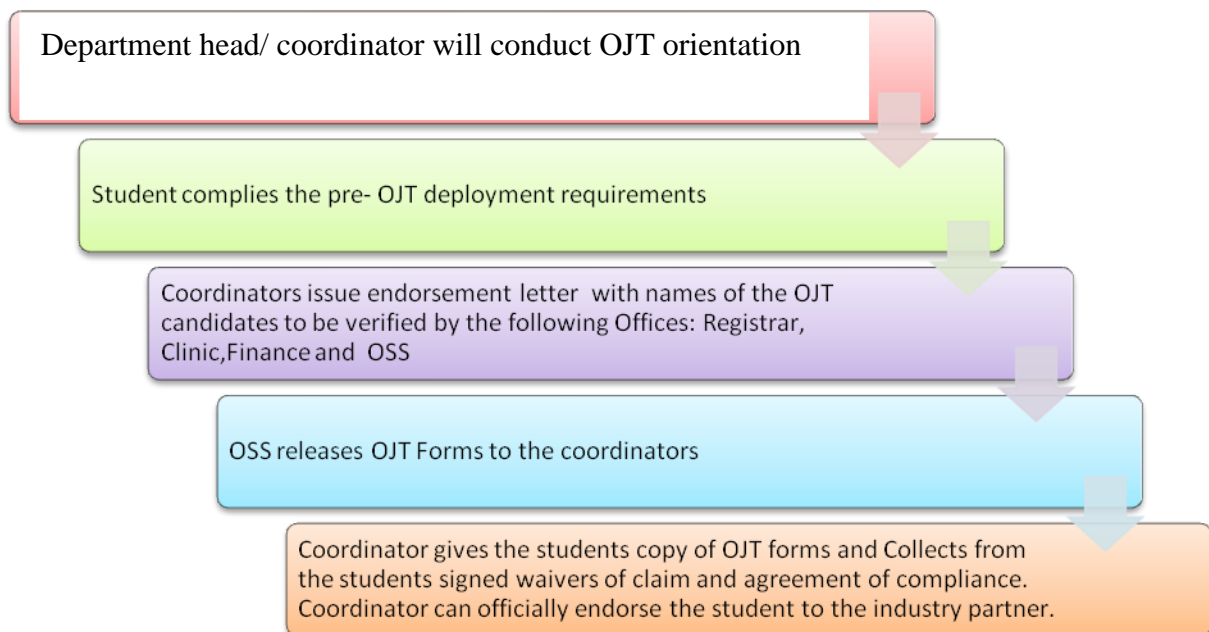 Department head/ coordinator will conduct OJT orientation
Student complies the pre- OJT deployment requirements
Coordinators issue endorsement letter  with names of the OJT
candidates to be verified by the following Offices: Registrar,
Clinic,Finance and  OSS
OSS releases OJT Forms to the coordinators
Coordinator gives the students copy of OJT forms and Collects from
the students signed waivers of claim and agreement of compliance.
Coordinator can officially endorse the student to the industry partner.